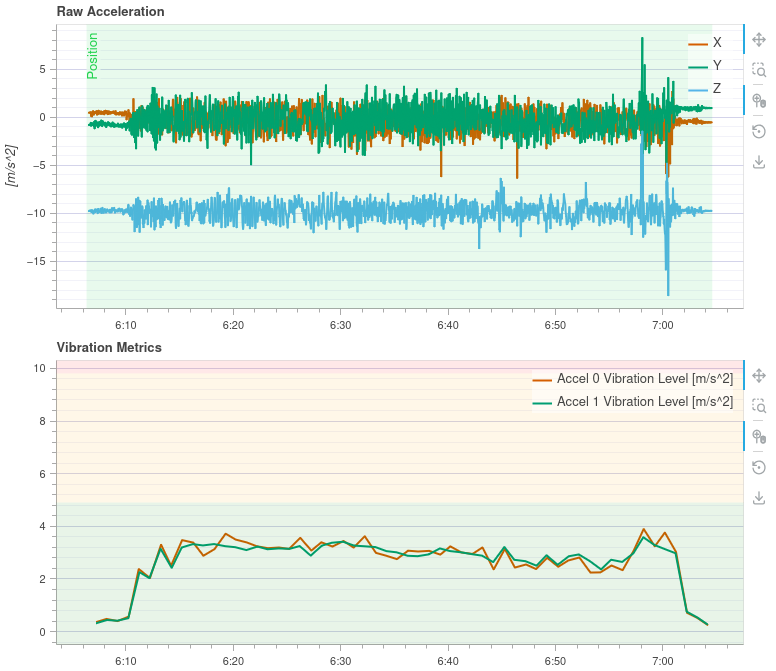 Raw Acceleration
Position
X
Y
Z
[m/s^2]
5
0
−5
−10
−15
6:10 6:20 6:30 6:40 6:50 7:00
Vibration Metrics
10
8
6
4
2
0
Accel 0 Vibration Level [m/s^2]
Accel 1 Vibration Level [m/s^2]
6:10 6:20 6:30 6:40 6:50 7:00